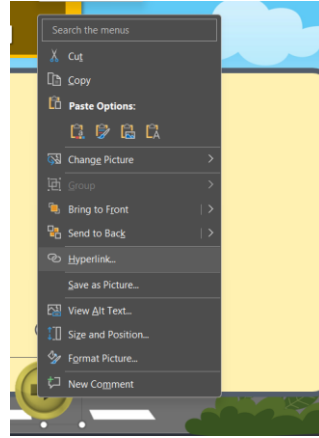 Search the menus
Cut
Copy
Paste Options:
Change Picture
Group
Bring to Front
Send to Back
Hyperlink...
Save as Picture...
View Alt Text...
Size and Position...
Format Picture...
New Comment